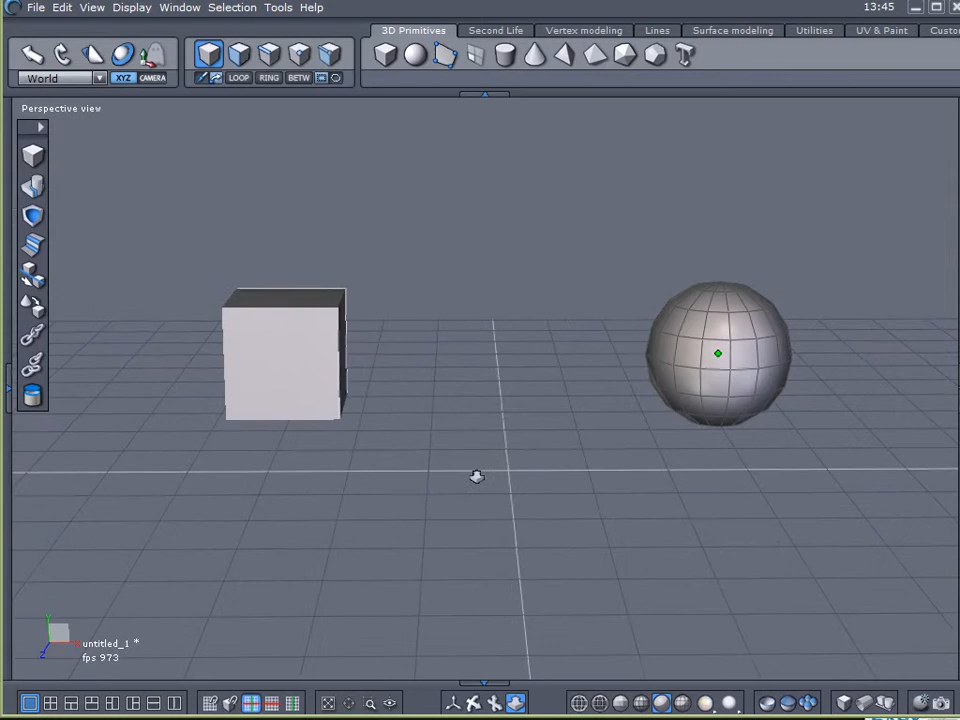 File Edit View Display Window Selection Tools Help 13:45
3D Primitives Second Life Vertex modeling Lines Surface modeling Utilities UV & Paint Custo
World XYZ CAMERA LOOP RING BETW
Perspective view
Y
X
Z
untitled_1 *
fps 973